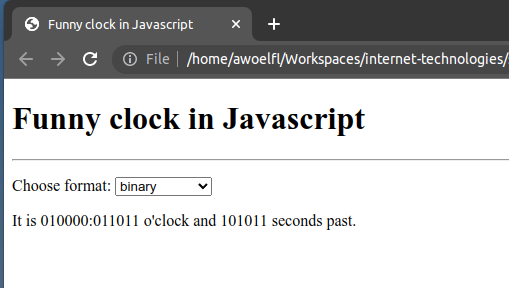 Funny clock in Javascript
File | /home/awoelfl/Workspaces/internet-technologies/
Funny clock in Javascript
Choose format: binary
It is 010000:011011 o'clock and 101011 seconds past.